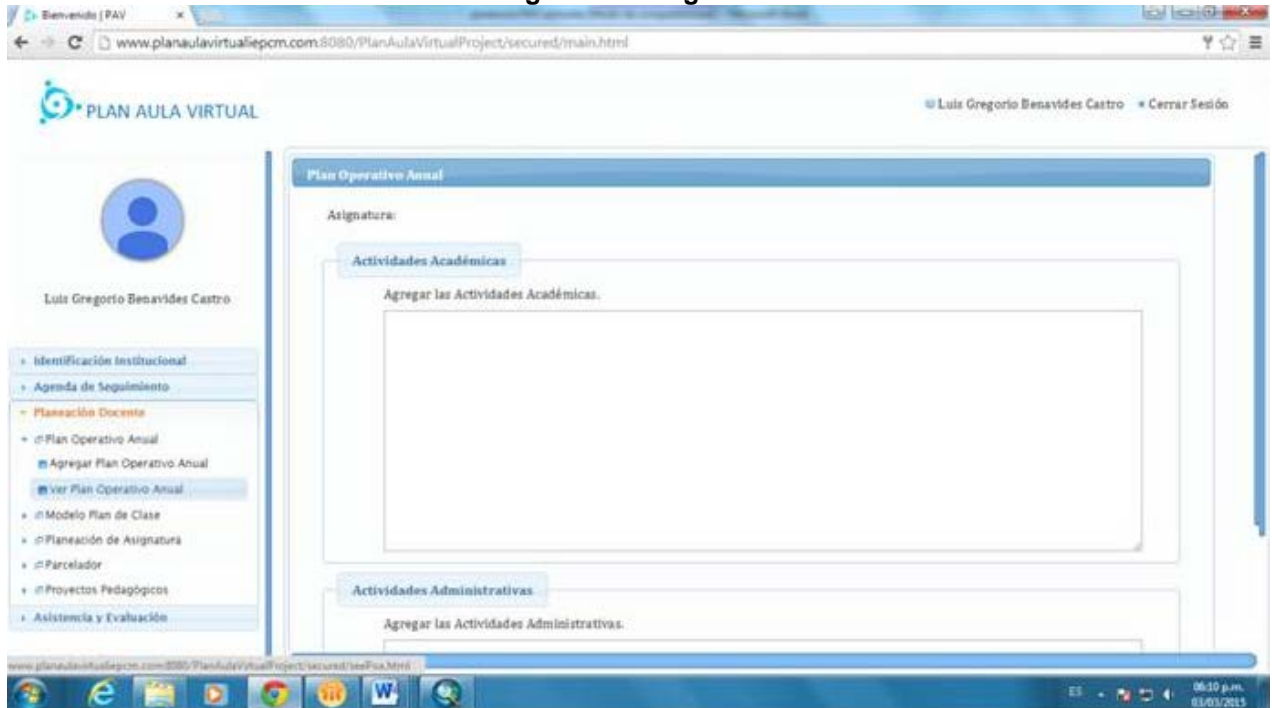 Bienvenido | PAV
www.planaulavirtualiepcm.com:8080/PlanAulaVirtualProject/secured/main.html
PLAN AULA VIRTUAL
Luis Gregorio Benavides Castro
Cerrar Sesión
Luis Gregorio Benavides Castro
Identificación Institucional
Agenda de Seguimiento
Planeación Docente
Plan Operativo Anual
Agregar Plan Operativo Anual
Ver Plan Operativo Anual
Modelo Plan de Clase
Planeación de Asignatura
Parcelador
Proyectos Pedagógicos
Asistencia y Evaluación
Plan Operativo Anual
Asignatura:
Actividades Académicas
Agregar las Actividades Académicas.
Actividades Administrativas
Agregar las Actividades Administrativas.
www.planaulavirtualiepcm.com:8080/PlanAulaVirtualProject/secured/seePoa.html
ES
06:10 p.m.
03/03/2015